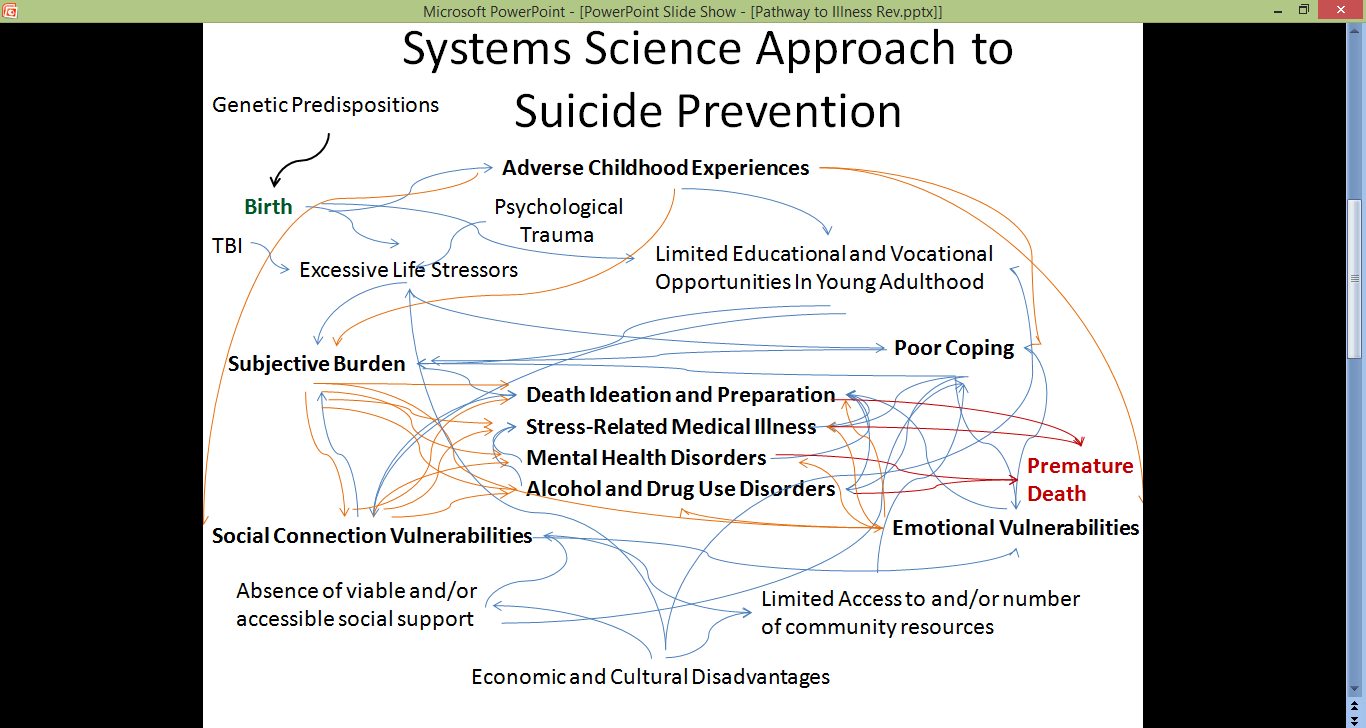 Microsoft PowerPoint - [PowerPoint Slide Show - [Pathway to Illness Rev.pptx]]
Systems Science Approach to
Suicide Prevention
Genetic Predispositions
Adverse Childhood Experiences
Birth
Psychological
Trauma
TBI
Excessive Life Stressors
Limited Educational and Vocational
Opportunities In Young Adulthood
Subjective Burden
Poor Coping
Death Ideation and Preparation
Stress-Related Medical Illness
Mental Health Disorders
Alcohol and Drug Use Disorders
Premature
Death
Social Connection Vulnerabilities
Emotional Vulnerabilities
Absence of viable and/or
accessible social support
Limited Access to and/or number
of community resources
Economic and Cultural Disadvantages